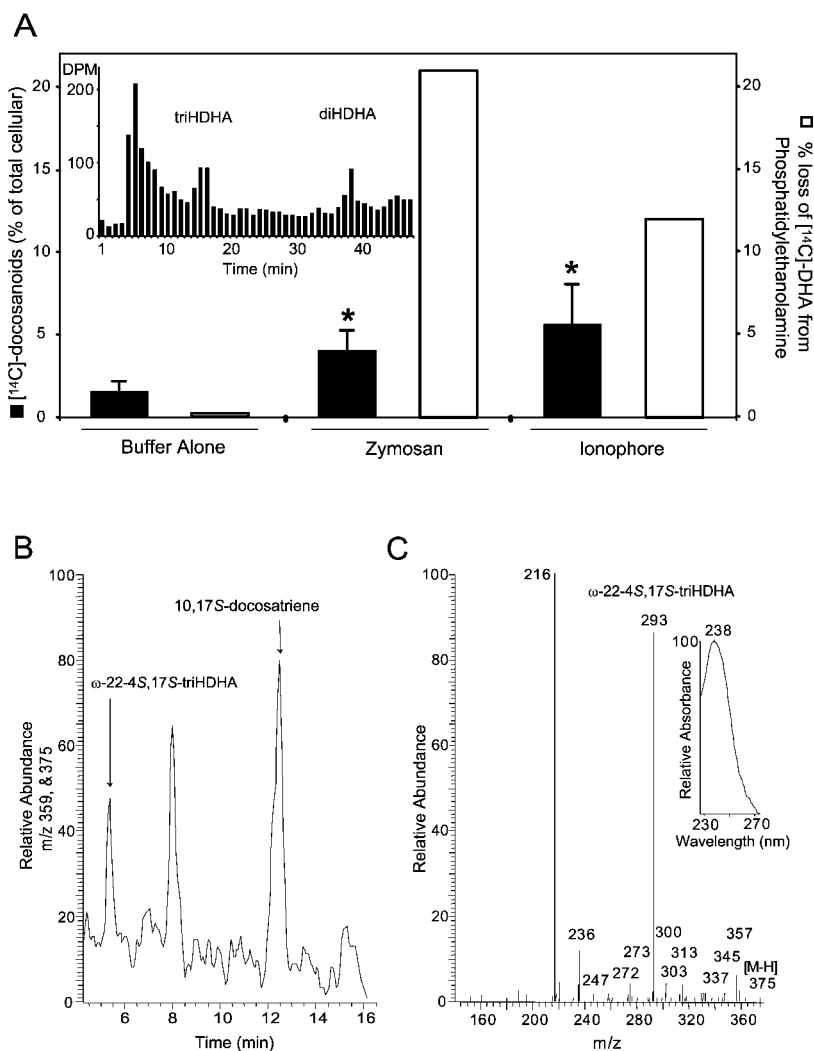 A
■ [¹⁴C]-docosanoids (% of total cellular)
20
15
10
5
0
DPM
200
100
0
triHDHA
diHDHA
1
10
20
30
40
Time (min)
*
*
20
15
10
5
0
□ % loss of [¹⁴C]-DHA from
Phosphatidylethanolamine
Buffer Alone
Zymosan
Ionophore
B
Relative Abundance
m/z 359, & 375
100
80
60
40
20
0
10,17S-docosatriene
ω-22-4S,17S-triHDHA
6
8
10
12
14
16
Time (min)
C
Relative Abundance
100
80
60
40
20
0
216
ω-22-4S,17S-triHDHA
293
Relative Absorbance
100
238
230
270
Wavelength (nm)
236
247
272
273
300
303
313
337
345
357
[M-H]
375
160
200
240
280
320
360
m/z